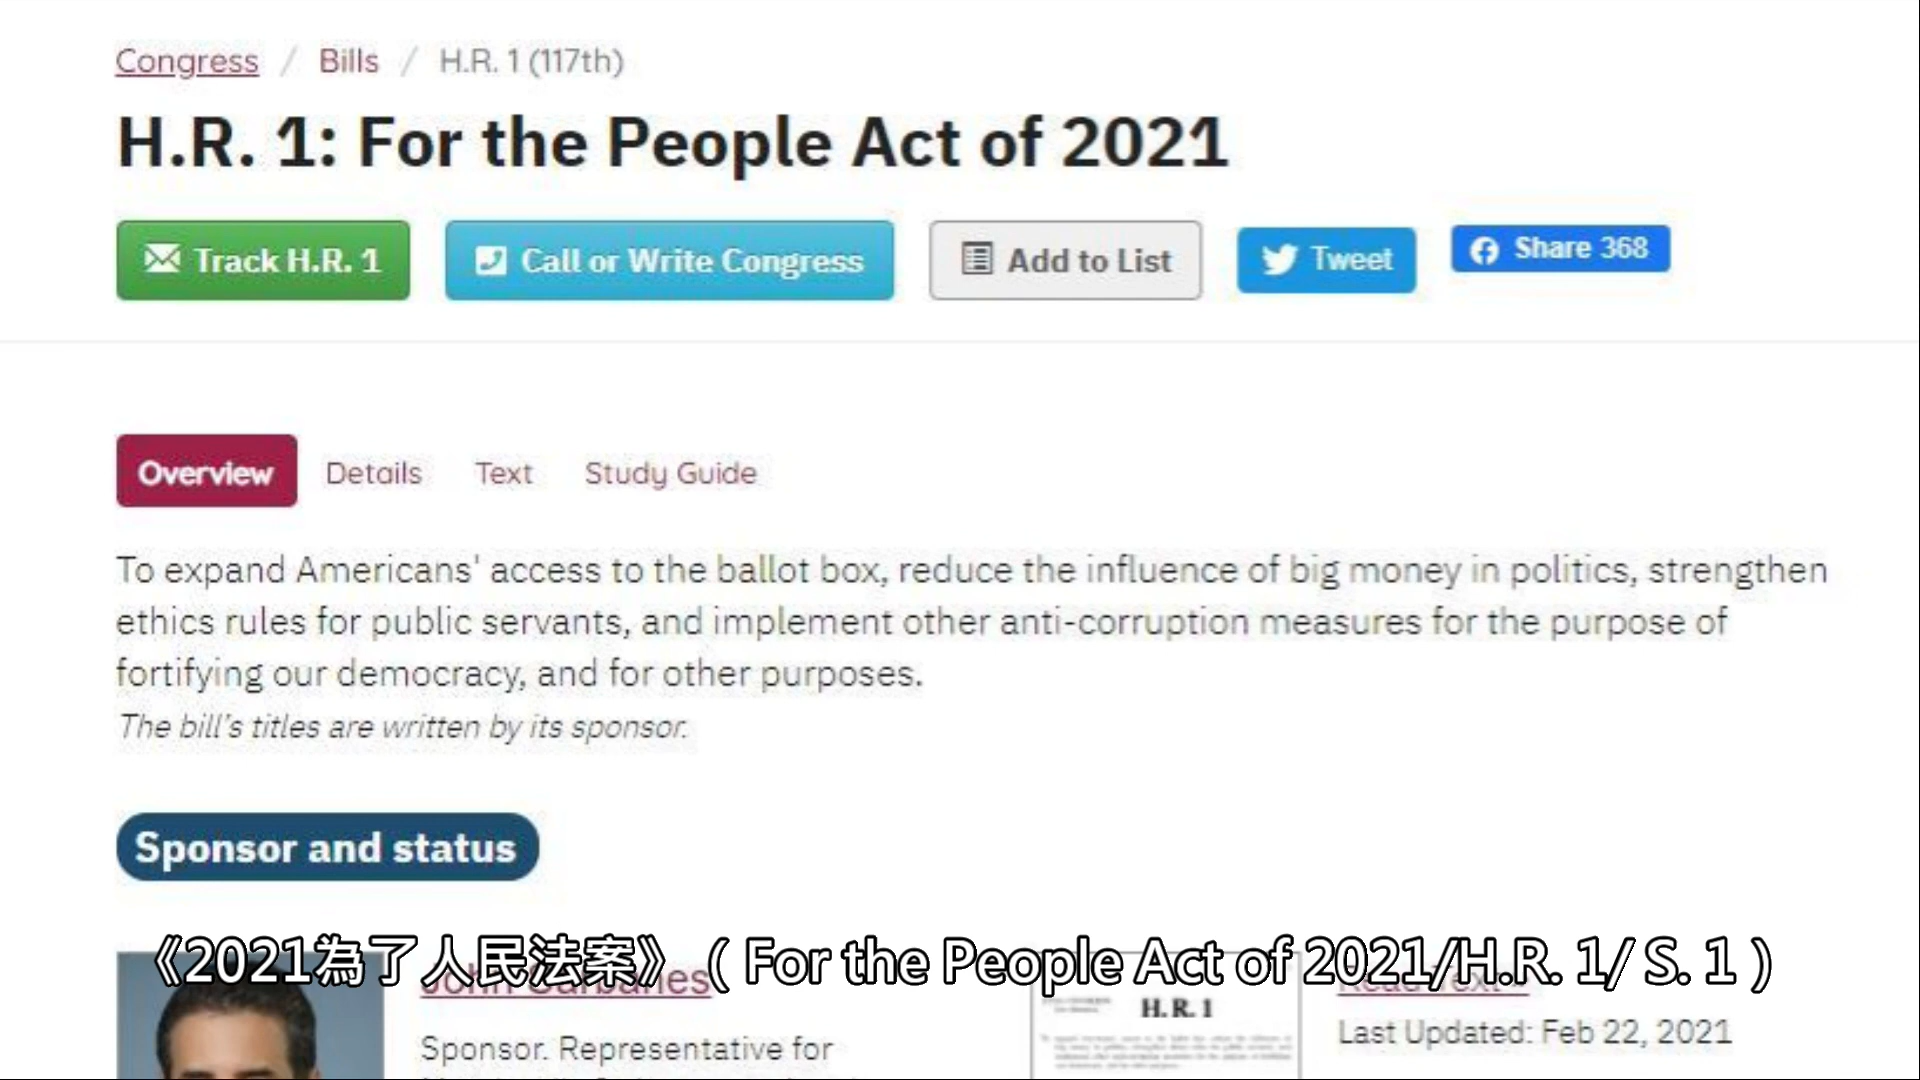 Congress / Bills / H.R. 1 (117th)
H.R. 1: For the People Act of 2021
Track H.R. 1
Call or Write Congress
Add to List
Tweet
Share 368
Overview
Details
Text
Study Guide
To expand Americans' access to the ballot box, reduce the influence of big money in politics, strengthen
ethics rules for public servants, and implement other anti-corruption measures for the purpose of
fortifying our democracy, and for other purposes.
The bill's titles are written by its sponsor.
Sponsor and status
《2021為了人民法案》( For the People Act of 2021/H.R. 1/ S. 1 )
John Sarbanes
Sponsor. Representative for
H. R. 1
Read Text »
Last Updated: Feb 22, 2021